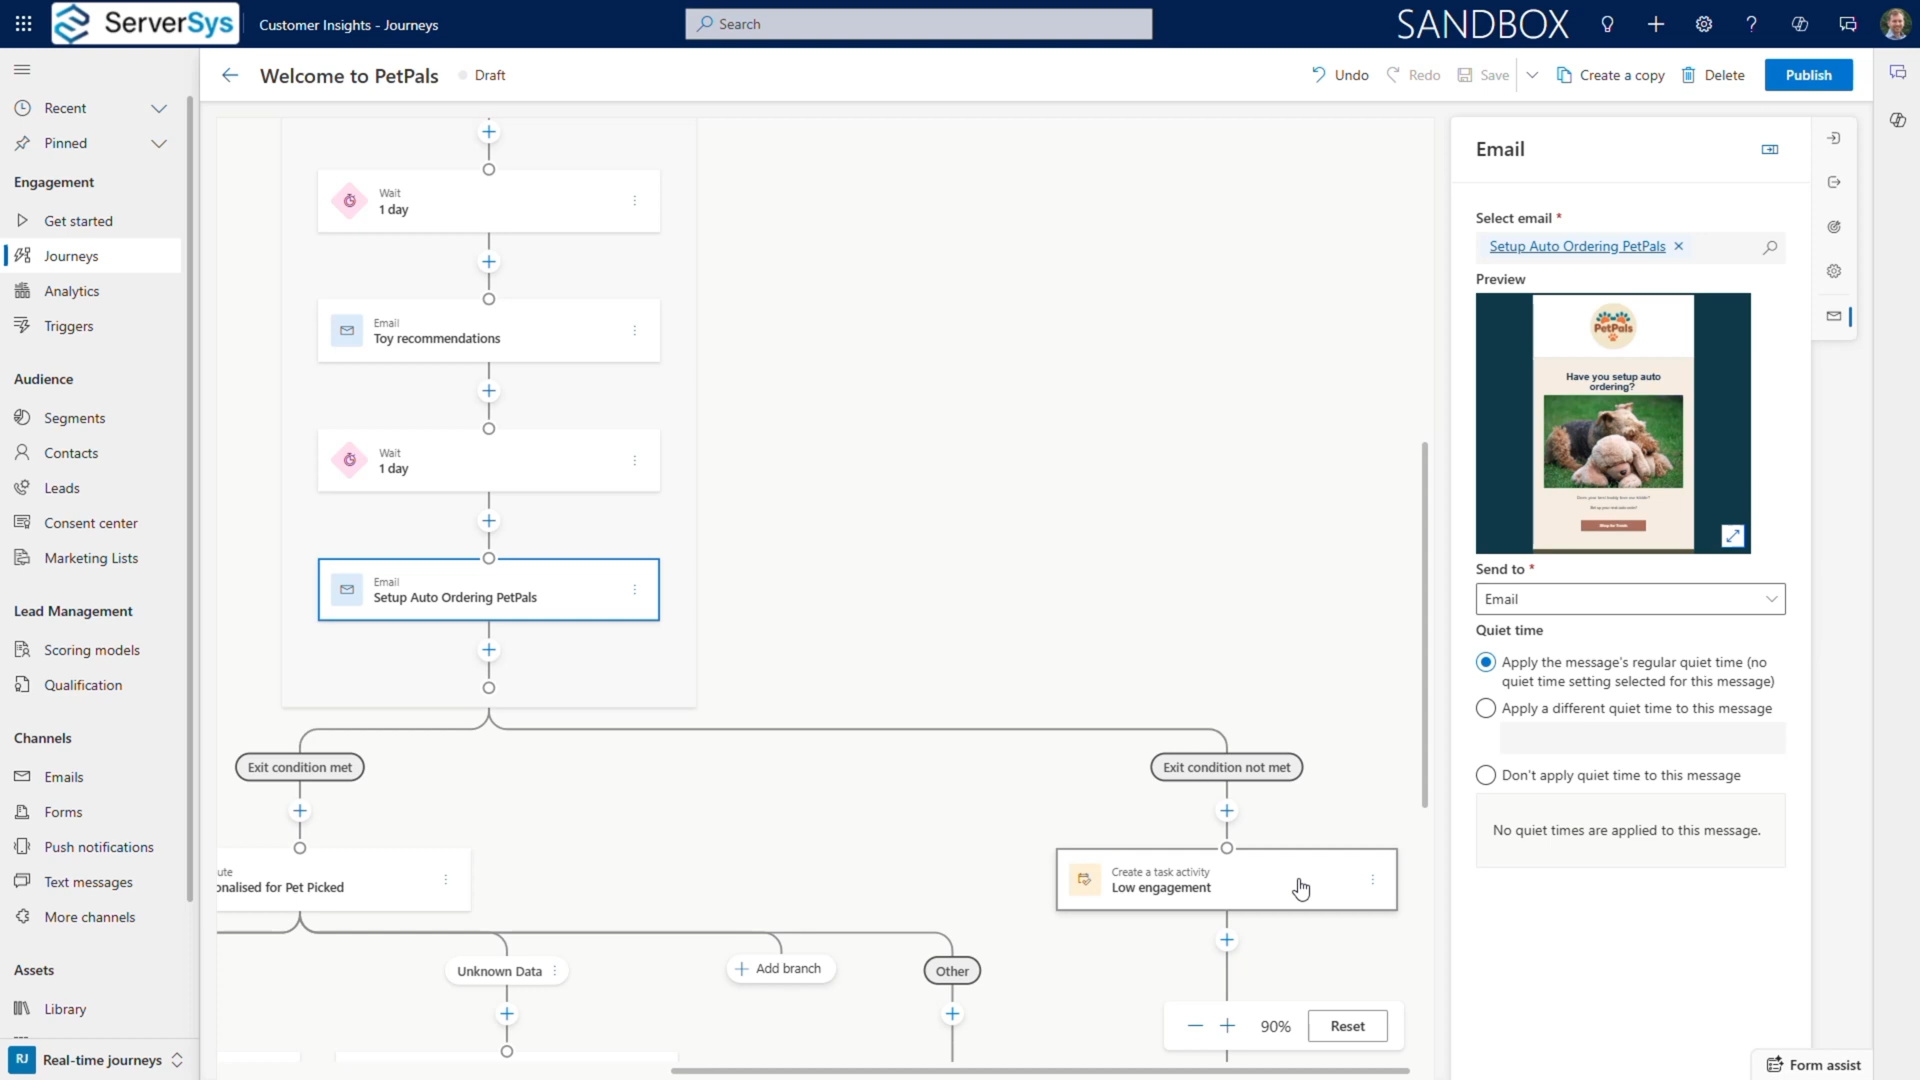 ServerSys
Customer Insights - Journeys
Search
SANDBOX
Welcome to PetPals
Draft
Undo
Redo
Save
Create a copy
Delete
Publish
Recent
Pinned
Engagement
Get started
Journeys
Analytics
Triggers
Audience
Segments
Contacts
Leads
Consent center
Marketing Lists
Lead Management
Scoring models
Qualification
Channels
Emails
Forms
Push notifications
Text messages
More channels
Assets
Library
RJ
Real-time journeys
Wait
1 day
Email
Toy recommendations
Wait
1 day
Email
Setup Auto Ordering PetPals
Exit condition met
Exit condition not met
ute
onalised for Pet Picked
Create a task activity
Low engagement
Unknown Data
Add branch
Other
90%
Reset
Email
Select email *
Setup Auto Ordering PetPals
Preview
PetPals
Have you setup auto
ordering?
Send to *
Email
Quiet time
Apply the message's regular quiet time (no
quiet time setting selected for this message)
Apply a different quiet time to this message
Don't apply quiet time to this message
No quiet times are applied to this message.
Form assist